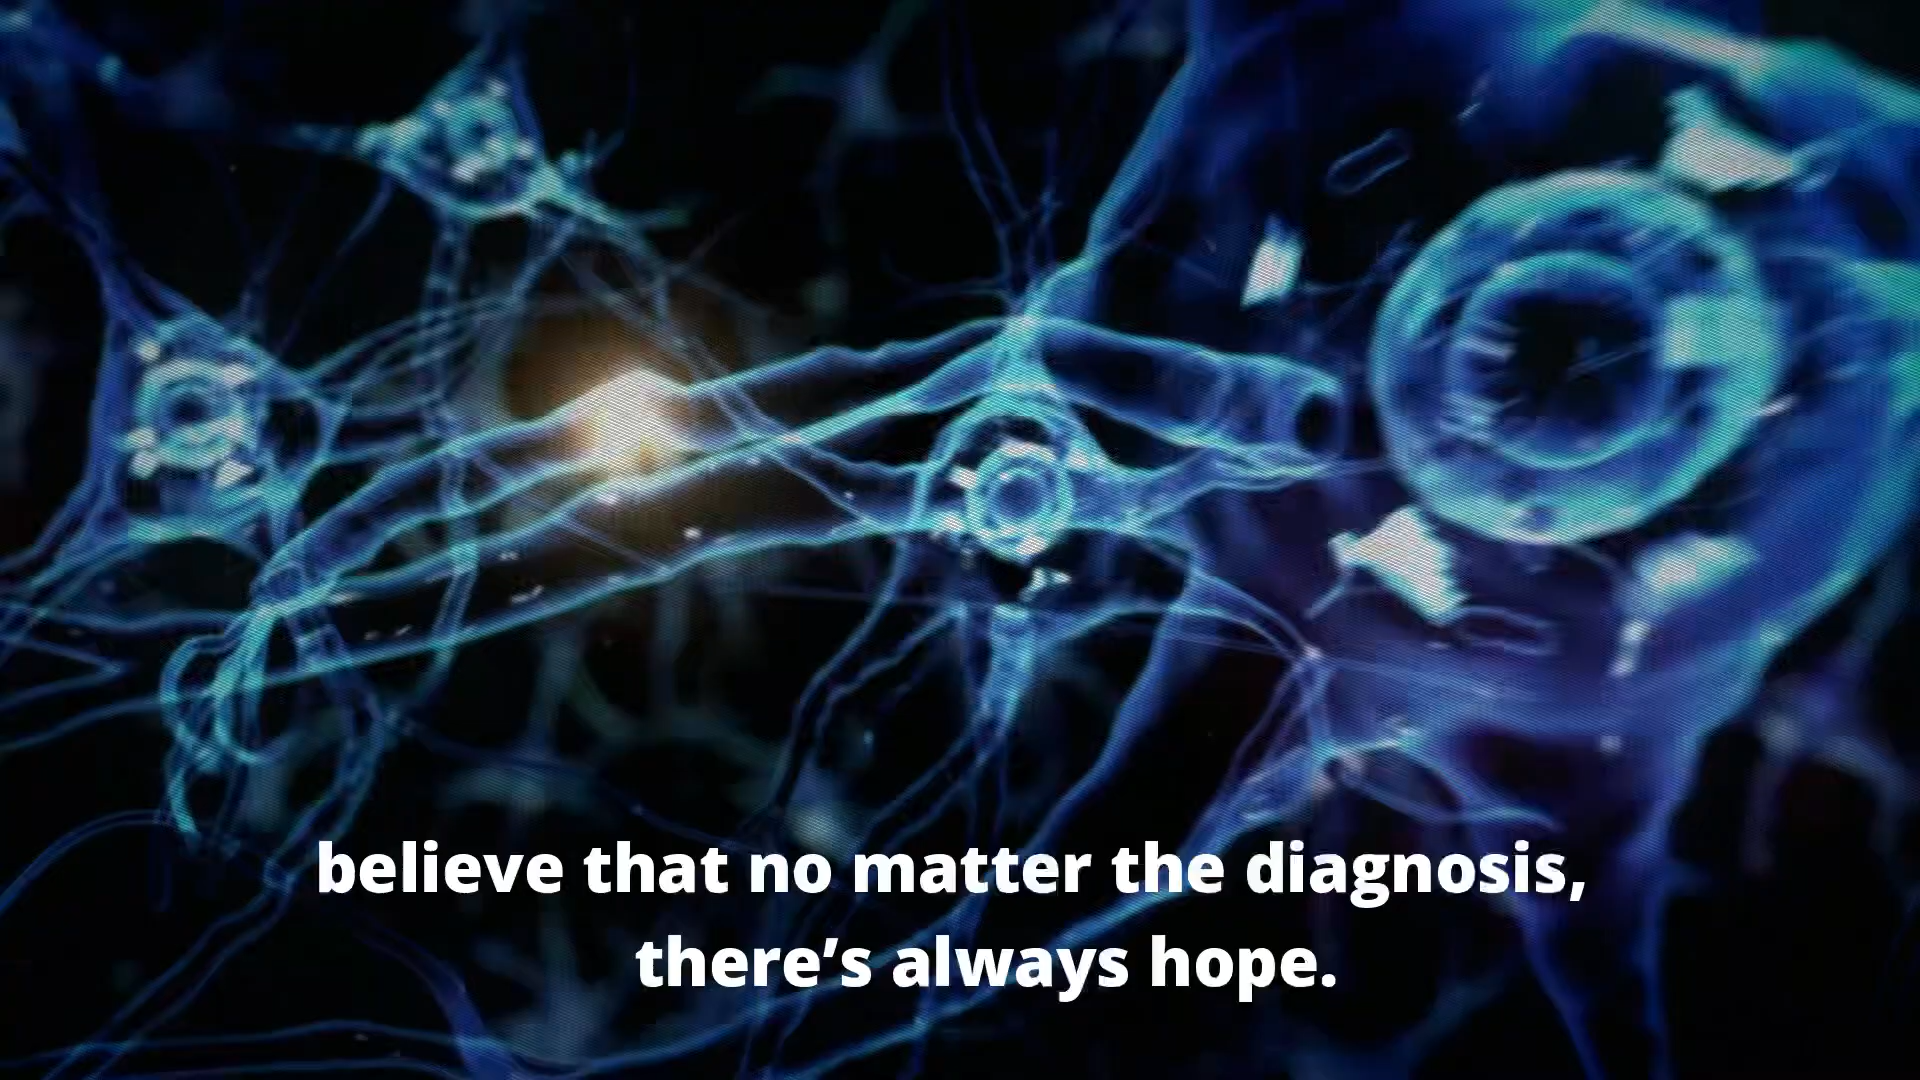 believe that no matter the diagnosis,
there’s always hope.